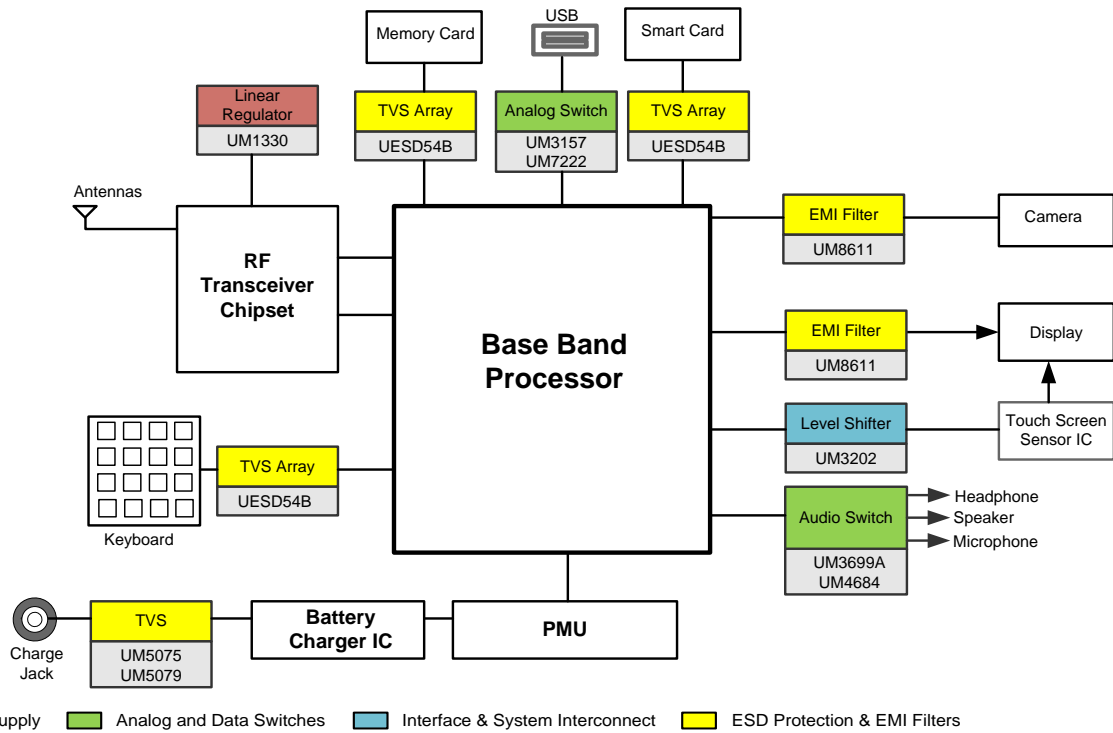 Memory Card
USB
Smart Card
Linear
Regulator
UM1330
TVS Array
UESD54B
Analog Switch
UM3157
UM7222
TVS Array
UESD54B
Antennas
RF
Transceiver
Chipset
Base Band
Processor
EMI Filter
UM8611
Camera
EMI Filter
UM8611
Display
Level Shifter
UM3202
Touch Screen
Sensor IC
TVS Array
UESD54B
Keyboard
Audio Switch
UM3699A
UM4684
Headphone
Speaker
Microphone
Charge
Jack
TVS
UM5075
UM5079
Battery
Charger IC
PMU
upply
Analog and Data Switches
Interface & System Interconnect
ESD Protection & EMI Filters